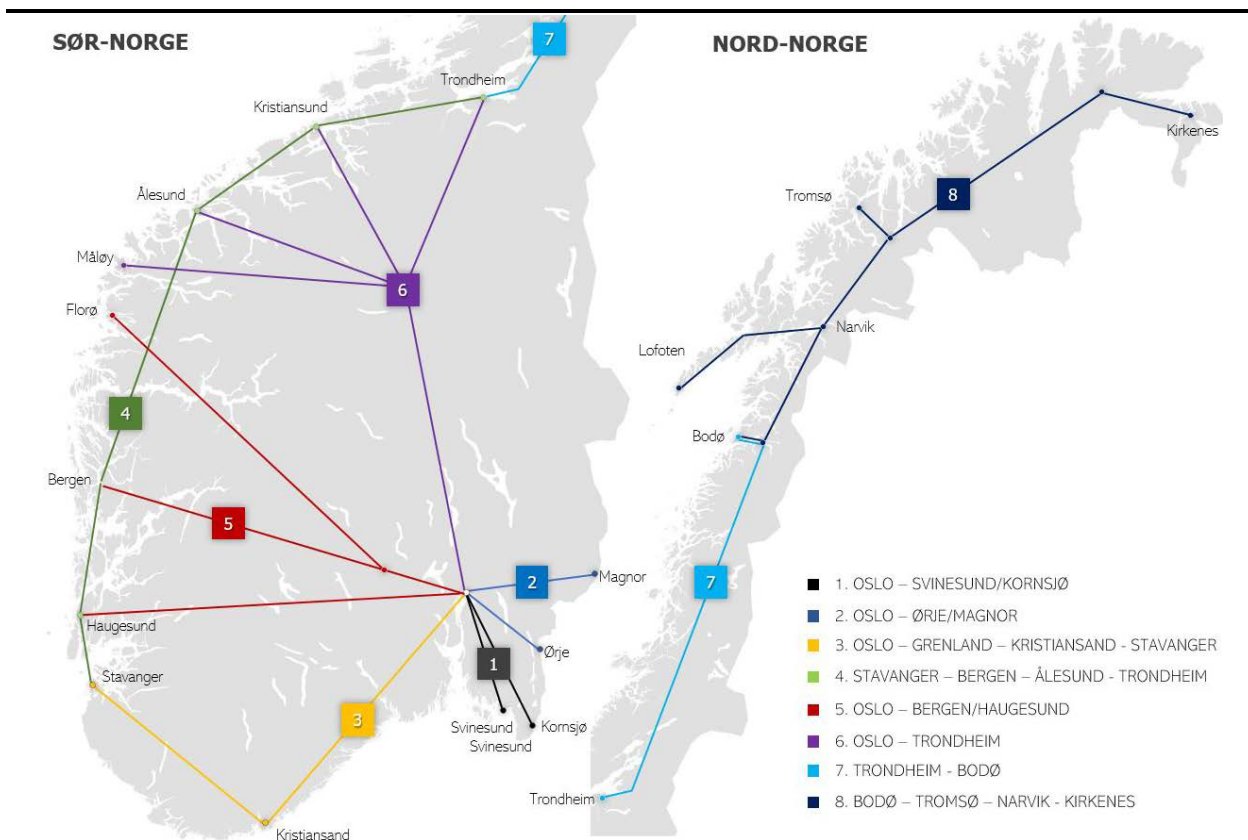 SØR-NORGE
7
Trondheim
Kristiansund
Ålesund
Måløy
6
Florø
4
Bergen
5
2
Magnor
Haugesund
Ørje
1
Stavanger
3
Svinesund
Kornsjø
Svinesund
Kristiansand
NORD-NORGE
Kirkenes
Tromsø
8
Narvik
Lofoten
Bodø
7
Trondheim
1. OSLO – SVINESUND/KORNSJØ
2. OSLO – ØRJE/MAGNOR
3. OSLO – GRENLAND – KRISTIANSAND - STAVANGER
4. STAVANGER – BERGEN – ÅLESUND - TRONDHEIM
5. OSLO – BERGEN/HAUGESUND
6. OSLO – TRONDHEIM
7. TRONDHEIM - BODØ
8. BODØ – TROMSØ – NARVIK - KIRKENES